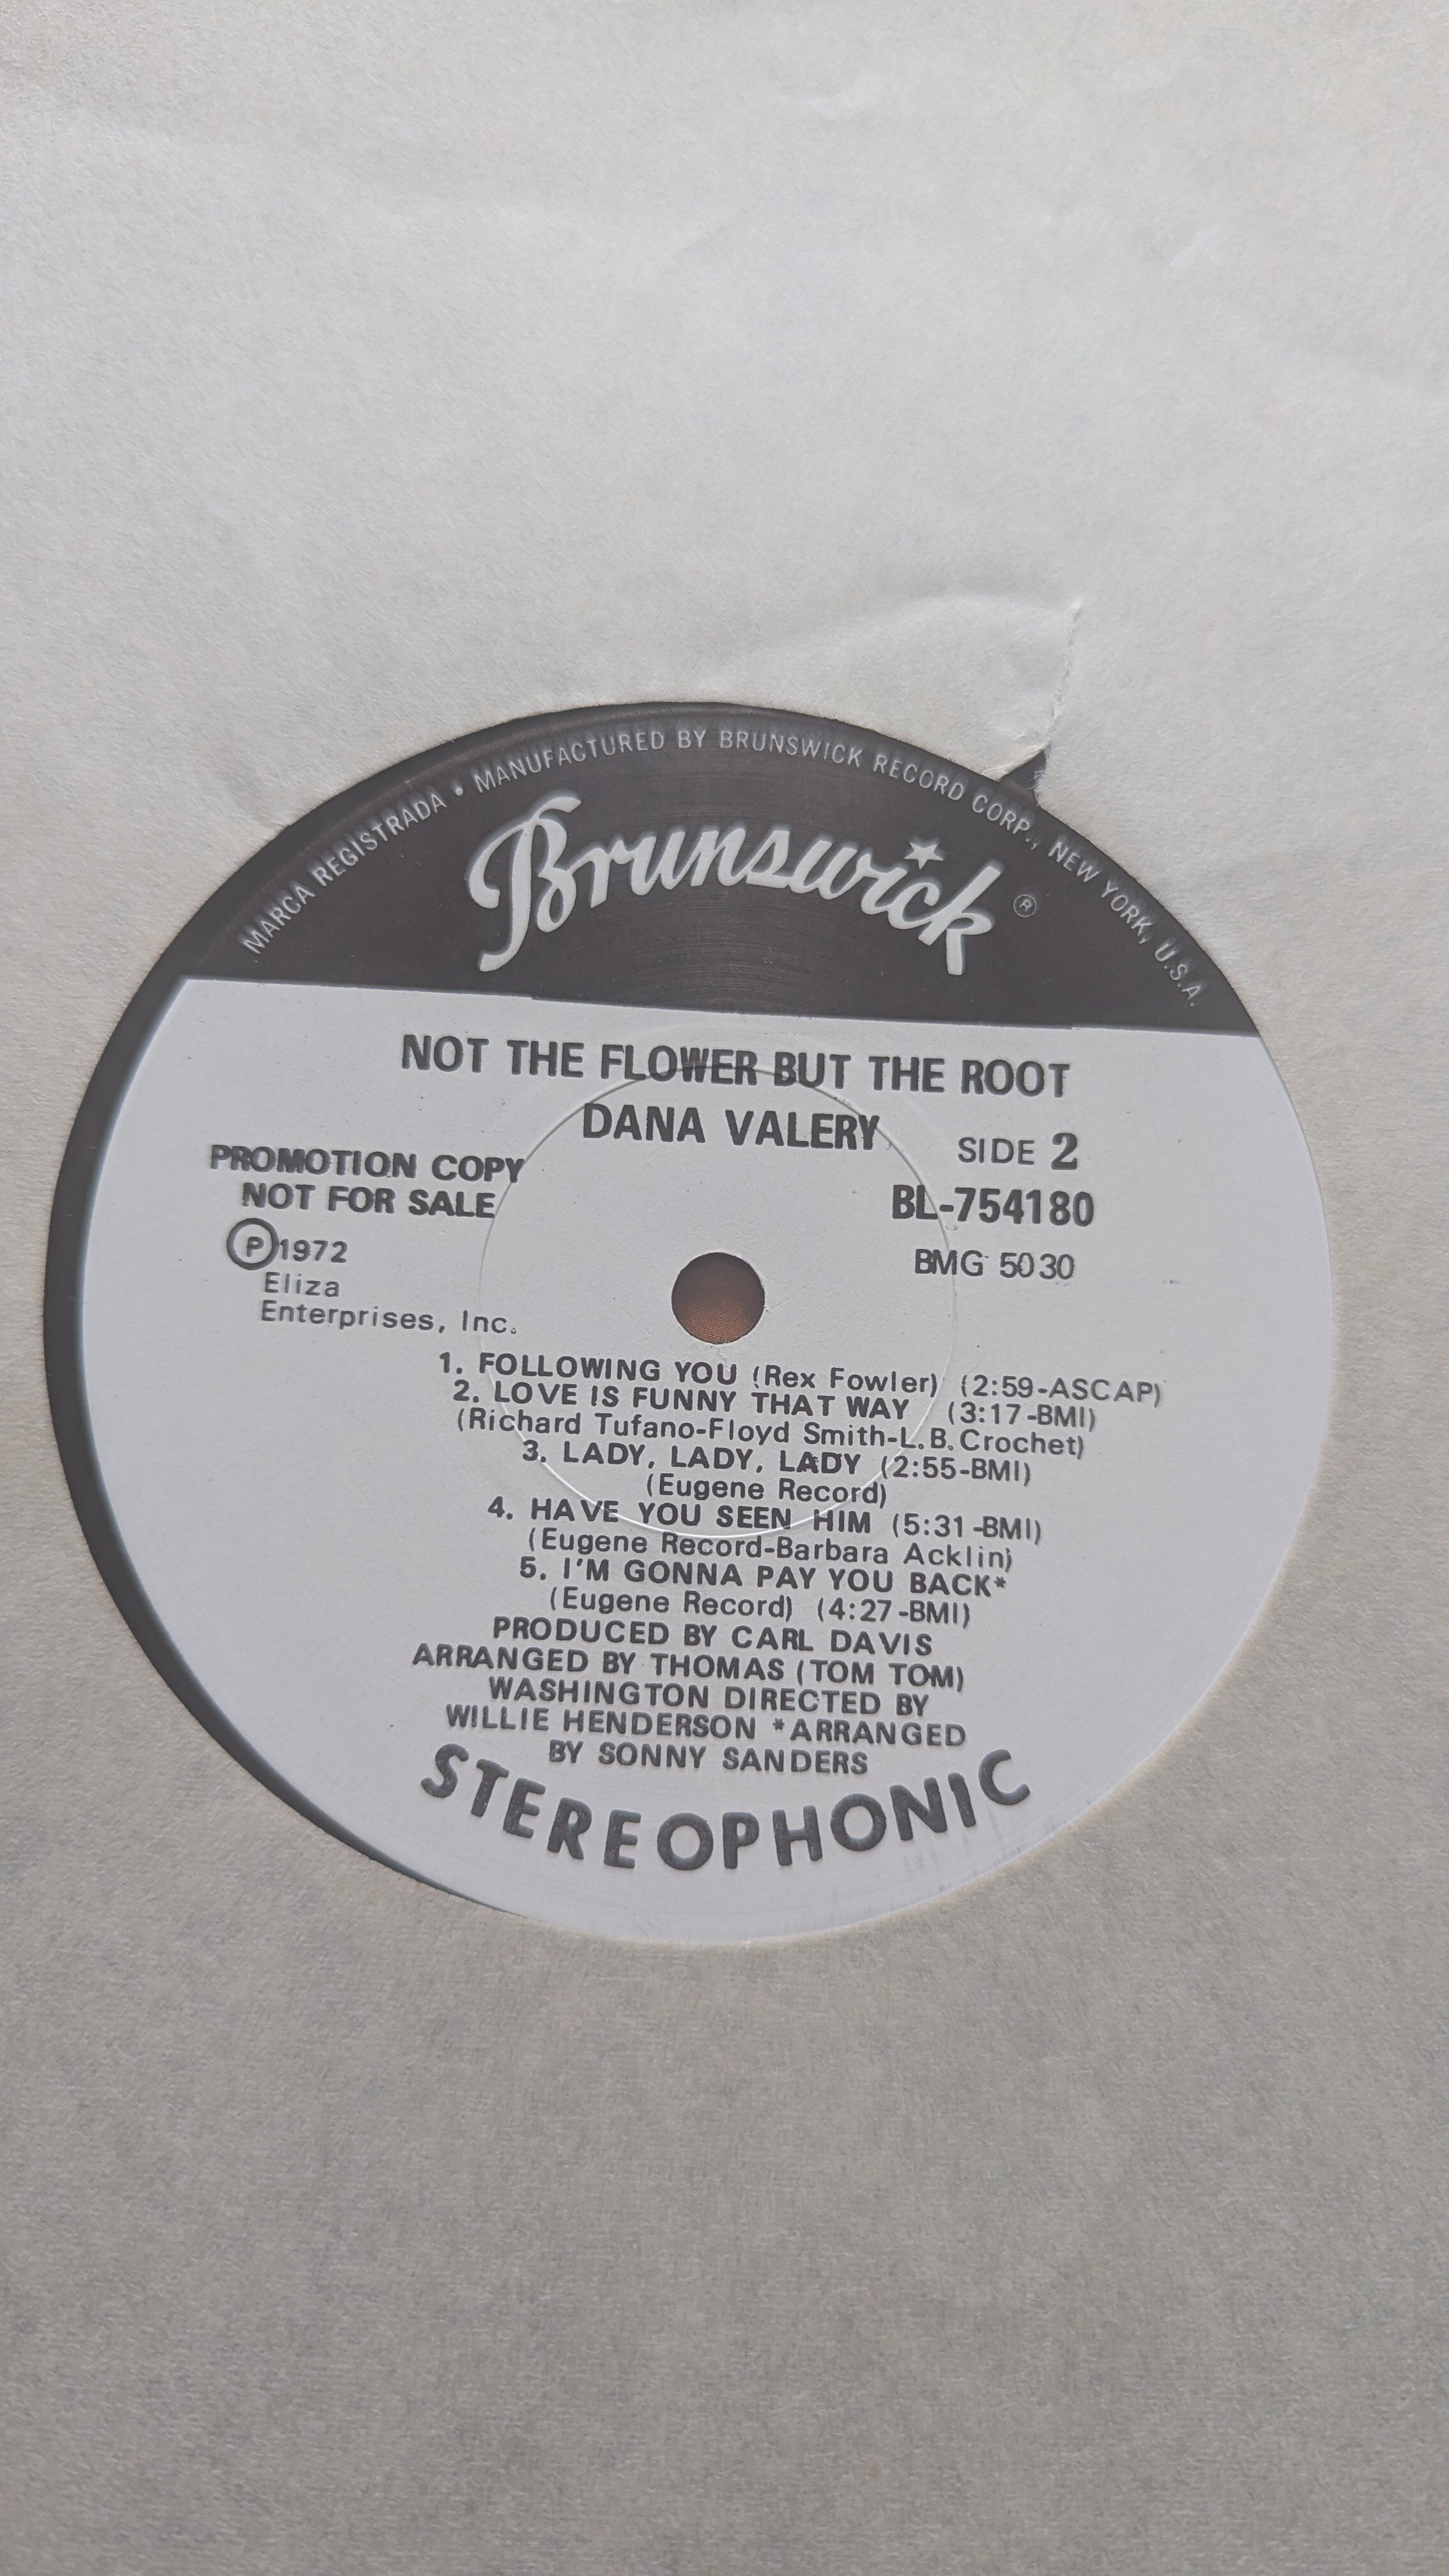 MARCA REGISTRADA • MANUFACTURED BY BRUNSWICK RECORD CORP., NEW YORK, U.S.A.
Brunswick ®
NOT THE FLOWER BUT THE ROOT
DANA VALERY
SIDE 2
PROMOTION COPY
NOT FOR SALE
BL-754180
Ⓟ1972
BMG 5030
Eliza
Enterprises, Inc.
1. FOLLOWING YOU (Rex Fowler) (2:59-ASCAP)
2. LOVE IS FUNNY THAT WAY (3:17-BMI)
(Richard Tufano-Floyd Smith-L.B.Crochet)
3. LADY, LADY, LADY (2:55-BMI)
(Eugene Record)
4. HAVE YOU SEEN HIM (5:31-BMI)
(Eugene Record-Barbara Acklin)
5. I'M GONNA PAY YOU BACK*
(Eugene Record) (4:27-BMI)
PRODUCED BY CARL DAVIS
ARRANGED BY THOMAS (TOM TOM)
WASHINGTON DIRECTED BY
WILLIE HENDERSON *ARRANGED
BY SONNY SANDERS
STEREOPHONIC